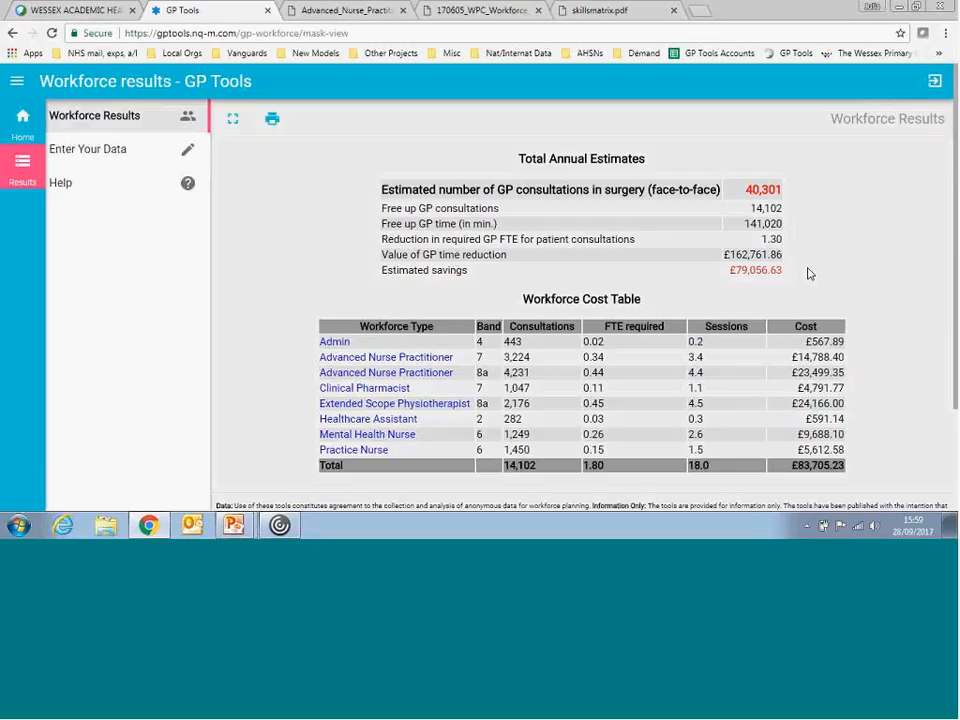 WESSEX ACADEMIC HEA
GP Tools
Advanced_Nurse_Practiti
170605_WPC_Workforce
skillsmatrix.pdf
Julia
Secure
https://gptools.nq-m.com/gp-workforce/mask-view
Apps
NHS mail, exps, a/l
Local Orgs
Vanguards
New Models
Other Projects
Misc
Nat/Internat Data
AHSNs
Demand
GP Tools Accounts
GP Tools
The Wessex Primary
»
Workforce results - GP Tools
Home
Results
Workforce Results
Enter Your Data
Help
Workforce Results
Total Annual Estimates
Estimated number of GP consultations in surgery (face-to-face) 40,301
Free up GP consultations 14,102
Free up GP time (in min.) 141,020
Reduction in required GP FTE for patient consultations 1.30
Value of GP time reduction £162,761.86
Estimated savings £79,056.63
Workforce Cost Table
Workforce Type Band Consultations FTE required Sessions Cost
Admin 4 443 0.02 0.2 £567.89
Advanced Nurse Practitioner 7 3,224 0.34 3.4 £14,788.40
Advanced Nurse Practitioner 8a 4,231 0.44 4.4 £23,499.35
Clinical Pharmacist 7 1,047 0.11 1.1 £4,791.77
Extended Scope Physiotherapist 8a 2,176 0.45 4.5 £24,166.00
Healthcare Assistant 2 282 0.03 0.3 £591.14
Mental Health Nurse 6 1,249 0.26 2.6 £9,688.10
Practice Nurse 6 1,450 0.15 1.5 £5,612.58
Total 14,102 1.80 18.0 £83,705.23
Data: Use of these tools constitutes agreement to the collection and analysis of anonymous data for workforce planning. Information Only: The tools are provided for information only. The tools have been published with the intention that
15:59
28/09/2017